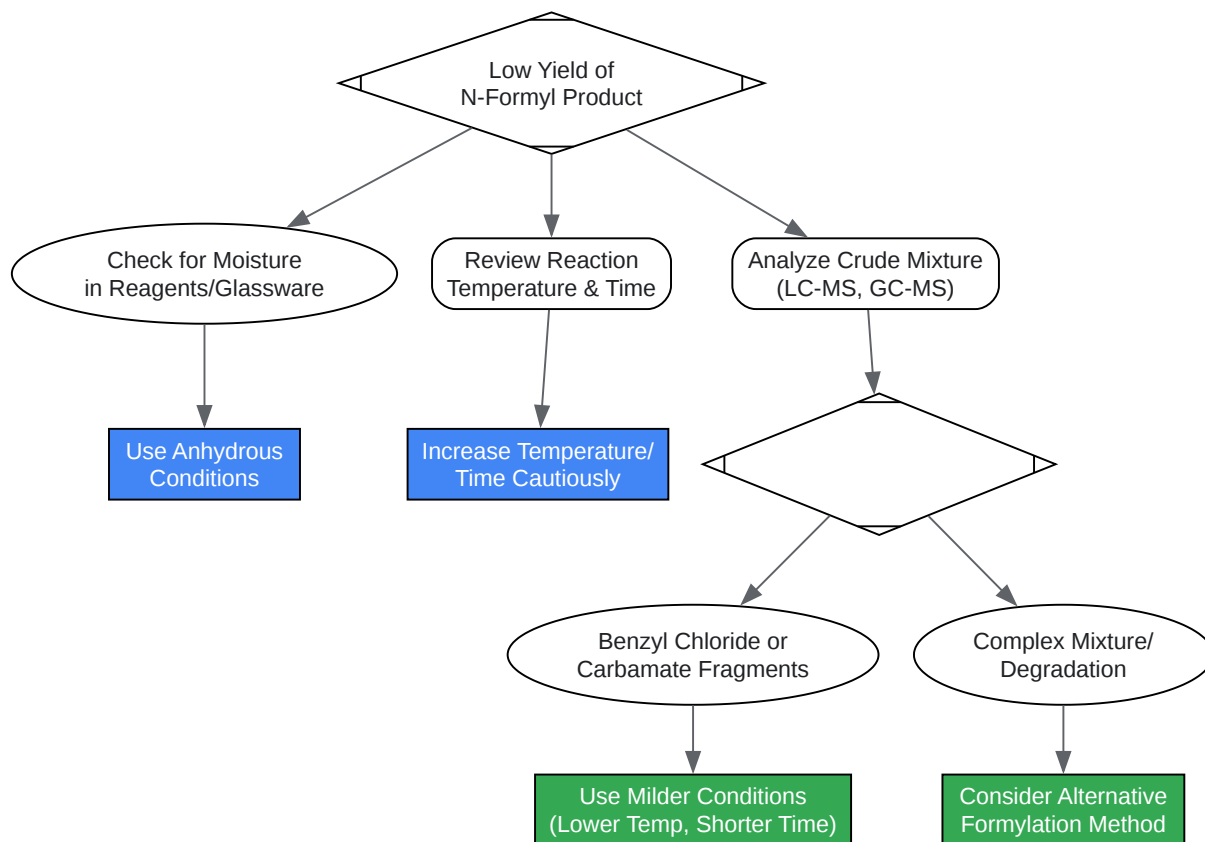 Low Yield of
N-Formyl Product
Check for Moisture
in Reagents/Glassware
Review Reaction
Temperature & Time
Analyze Crude Mixture
(LC-MS, GC-MS)
Use Anhydrous
Conditions
Increase Temperature/
Time Cautiously
Benzyl Chloride or
Carbamate Fragments
Complex Mixture/
Degradation
Use Milder Conditions
(Lower Temp, Shorter Time)
Consider Alternative
Formylation Method